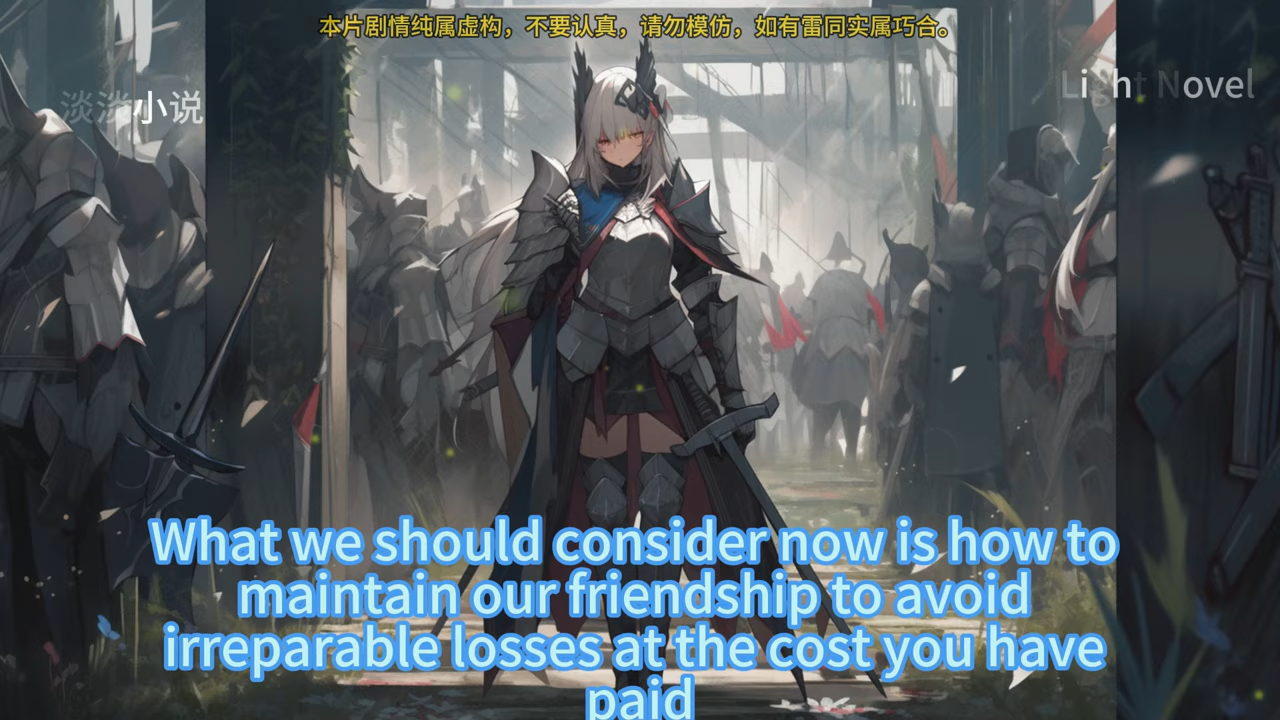 本片剧情纯属虚构，不要认真，请勿模仿，如有雷同实属巧合。
淡淡小说
Light Novel
What we should consider now is how to
maintain our friendship to avoid
irreparable losses at the cost you have
paid